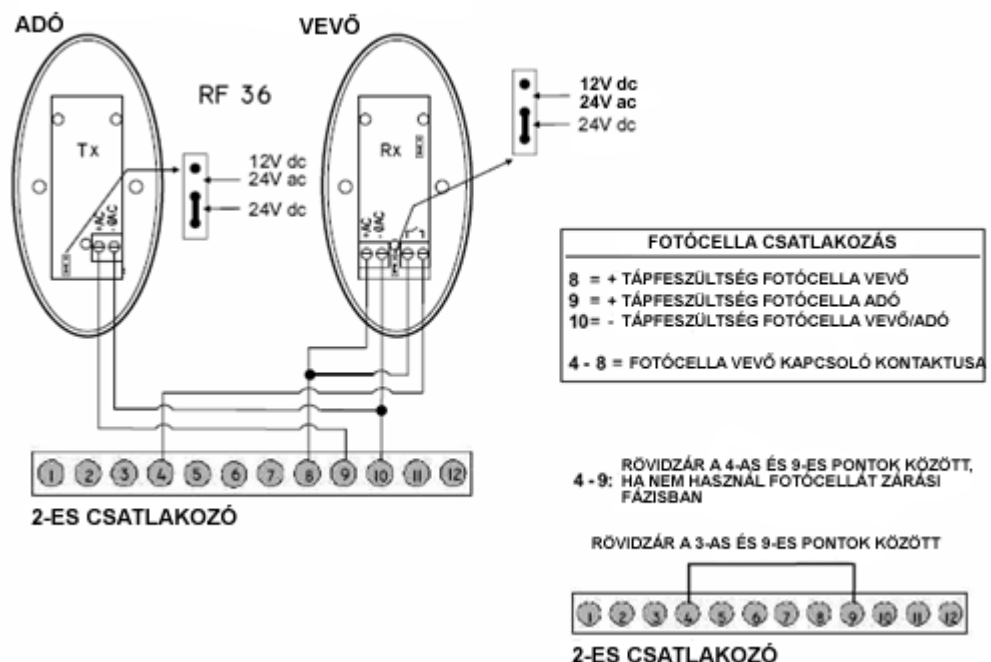 ADÓ
VEVŐ
RF 36
Tx
+AC
- ØAC
12V dc
24V ac
24V dc
Rx
+AC
- ØAC
12V dc
24V ac
24V dc
1 2 3 4 5 6 7 8 9 10 11 12
2-ES CSATLAKOZÓ
FOTÓCELLA CSATLAKOZÁS
8 = + TÁPFESZÜLTSÉG FOTÓCELLA VEVŐ
9 = + TÁPFESZÜLTSÉG FOTÓCELLA ADÓ
10= - TÁPFESZÜLTSÉG FOTÓCELLA VEVŐ/ADÓ
4 - 8 = FOTÓCELLA VEVŐ KAPCSOLÓ KONTAKTUSA
4 - 9: RÖVIDZÁR A 4-AS ÉS 9-ES PONTOK KÖZÖTT,
HA NEM HASZNÁL FOTÓCELLÁT ZÁRÁSI
FÁZISBAN
RÖVIDZÁR A 3-AS ÉS 9-ES PONTOK KÖZÖTT
1 2 3 4 5 6 7 8 9 10 11 12
2-ES CSATLAKOZÓ